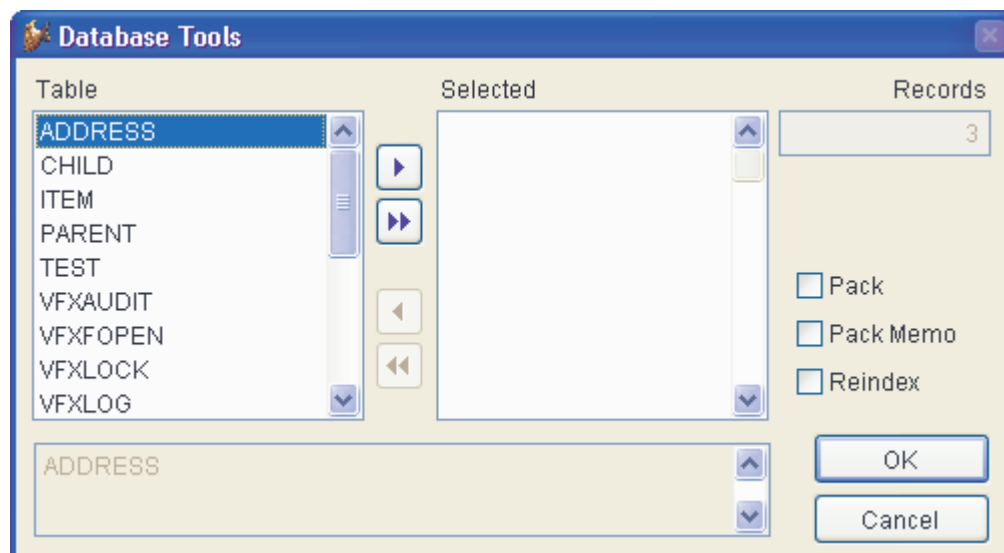 Database Tools
Table
Selected
Records
ADDRESS
CHILD
ITEM
PARENT
TEST
VFXAUDIT
VFXFOPEN
VFXLOCK
VFXLOG
3
Pack
Pack Memo
Reindex
ADDRESS
OK
Cancel